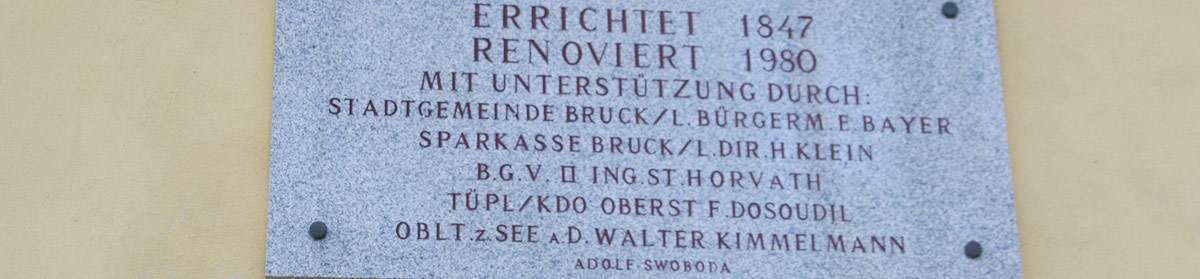 ERRICHTET 1847
RENOVIERT 1980
MIT UNTERSTÜTZUNG DURCH:
STADTGEMEINDE BRUCK/L. BÜRGERM. E. BAYER
SPARKASSE BRUCK/L. DIR. H. KLEIN
B.G.V. II ING. ST. HORVATH
TÜPL/KDO OBERST F. DOSOUDIL
OBLT. z. SEE A.D. WALTER KIMMELMANN
ADOLF SWOBODA